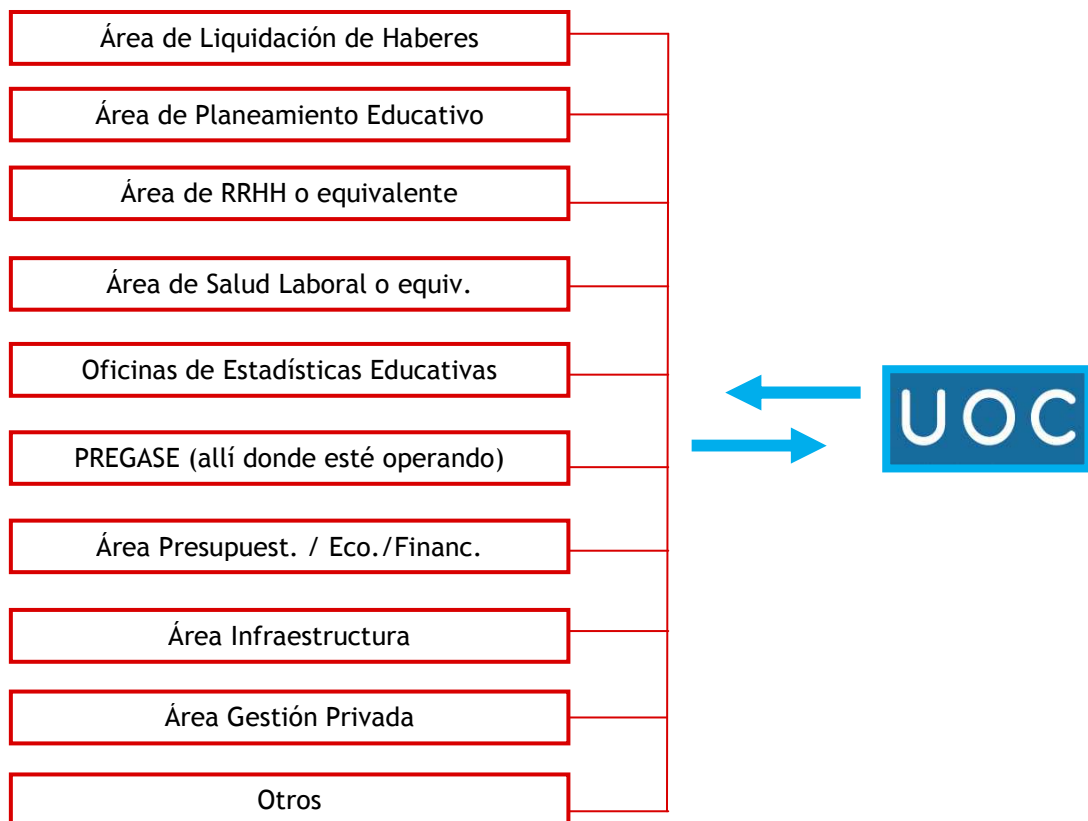 Área de Liquidación de Haberes
Área de Planeamiento Educativo
Área de RRHH o equivalente
Área de Salud Laboral o equiv.
Oficinas de Estadísticas Educativas
PREGASE (allí donde esté operando)
Área Presupuest. / Eco./Financ.
Área Infraestructura
Área Gestión Privada
Otros
UOC